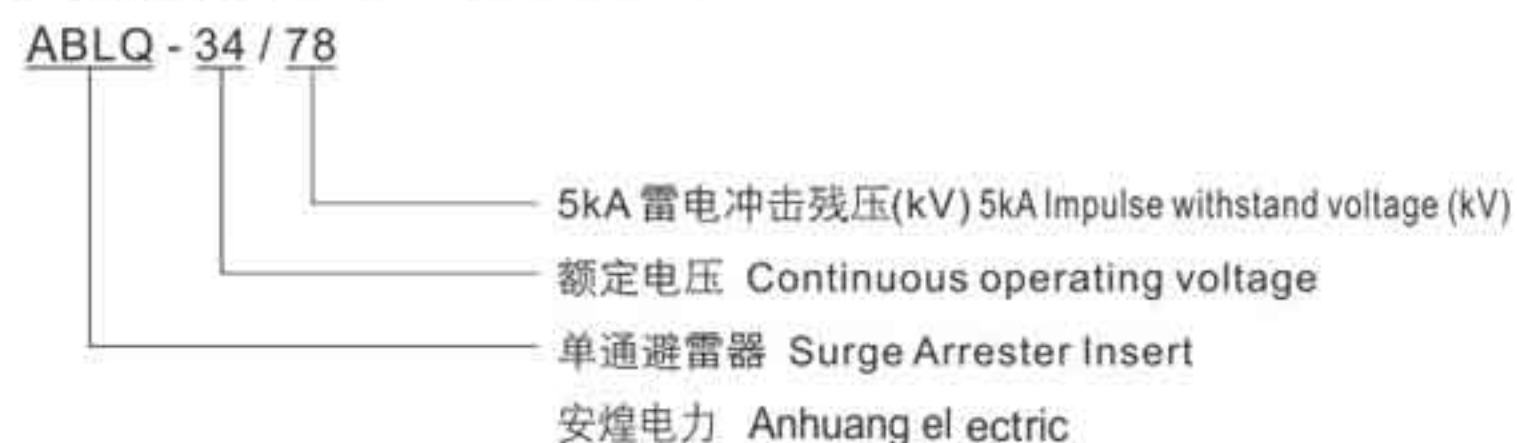 ABLQ - 34 / 78
5kA 雷电冲击残压(kV) 5kA Impulse withstand voltage (kV)
额定电压 Continuous operating voltage
单通避雷器 Surge Arrester Insert
安煌电力 Anhuang el ectric